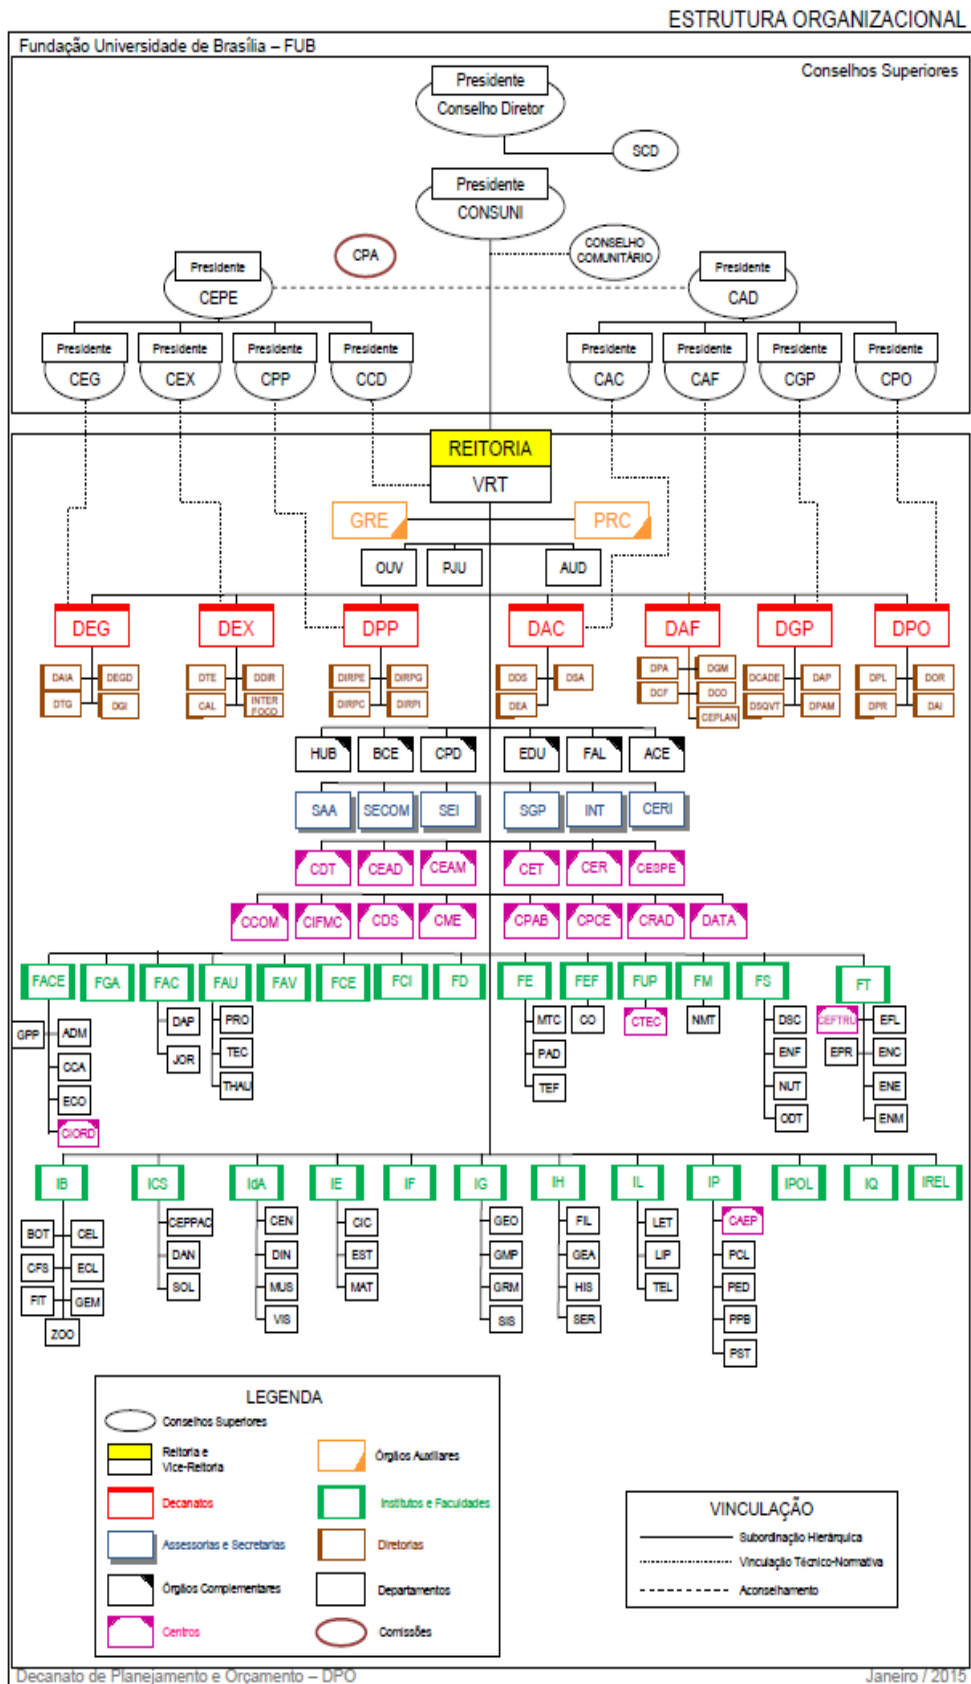 ESTRUTURA ORGANIZACIONAL
Fundação Universidade de Brasília – FUB
Conselhos Superiores
Presidente
Conselho Diretor
SCD
Presidente
CONSUNI
CPA
CONSELHO
COMUNITÁRIO
Presidente
CEPE
Presidente
CAD
Presidente Presidente Presidente Presidente Presidente Presidente Presidente Presidente
CEG CEX CPP CCD CAC CAF CGP CPO
REITORIA
VRT
GRE PRC
OUV PJU AUD
DEG DEX DPP DAC DAF DGP DPO
DAIA DEGD DTE DDIR DIRPE DIRPG DDS DSA DPA DGM DCADE DAP DPL DOR
DTG DGI CAL INTER FOCO DIRPC DIRPI DEA DCF DCO DSQVT DPAM DPR DAI
CEPLAN
HUB BCE CPD EDU FAL ACE
SAA SECOM SEI SGP INT CERI
CDT CEAD CEAM CET CER CESPE
CCOM CIFMC CDS CME CPAB CPCE CRAD DATA
FACE FGA FAC FAU FAV FCE FCI FD FE FEF FUP FM FS FT
GPP ADM DAP PRO MTC CO CTEC NMT DSC CEFTRU EFL
CCA JOR TEC PAD ENF EPR ENC
ECO THAU TEF NUT ENE
CIORD ODT ENM
IB ICS IdA IE IF IG IH IL IP IPOL IQ IREL
BOT CEL CEPPAC CEN CIC GEO FIL LET CAEP
CFS ECL DAN DIN EST GMP GEA LIP PCL
FIT GEM SOL MUS MAT GRM HIS TEL PED
ZOO VIS SIS SER PPB
PST
LEGENDA
Conselhos Superiores
Reitoria e
Vice-Reitoria
Órgãos Auxiliares
Decanatos
Institutos e Faculdades
Assessorias e Secretarias
Diretorias
Órgãos Complementares
Departamentos
Centros
Comissões
VINCULAÇÃO
Subordinação Hierárquica
Vinculação Técnico-Normativa
Aconselhamento
Decanato de Planejamento e Orçamento – DPO
Janeiro / 2015